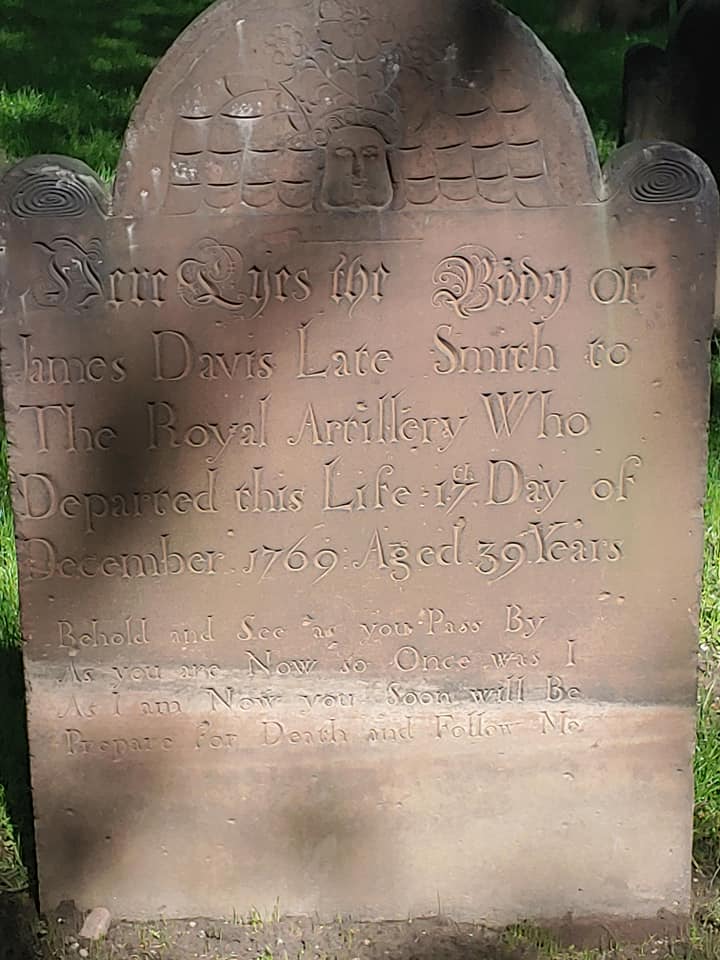 Here Lyes the Body OF
James Davis Late Smith to
The Royal Artillery Who
Departed this Life : 17th Day of
December . 1769 : Aged . 39 Years
Behold and See as you Pass By
As you are Now so Once was I
As I am Now you Soon will Be
Prepare for Death and Follow Me